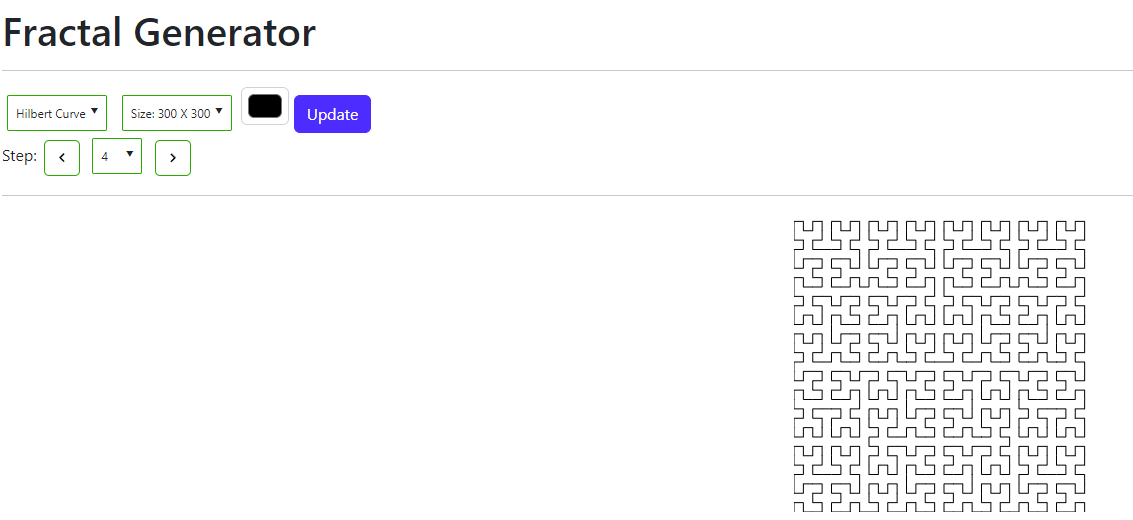 Fractal Generator
Hilbert Curve Size: 300 X 300 Update
Step: 4